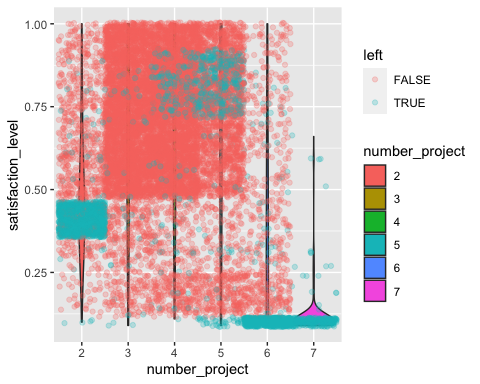 1.00
0.75
0.50
0.25
satisfaction_level
2 3 4 5 6 7
number_project
left
FALSE
TRUE
number_project
2
3
4
5
6
7